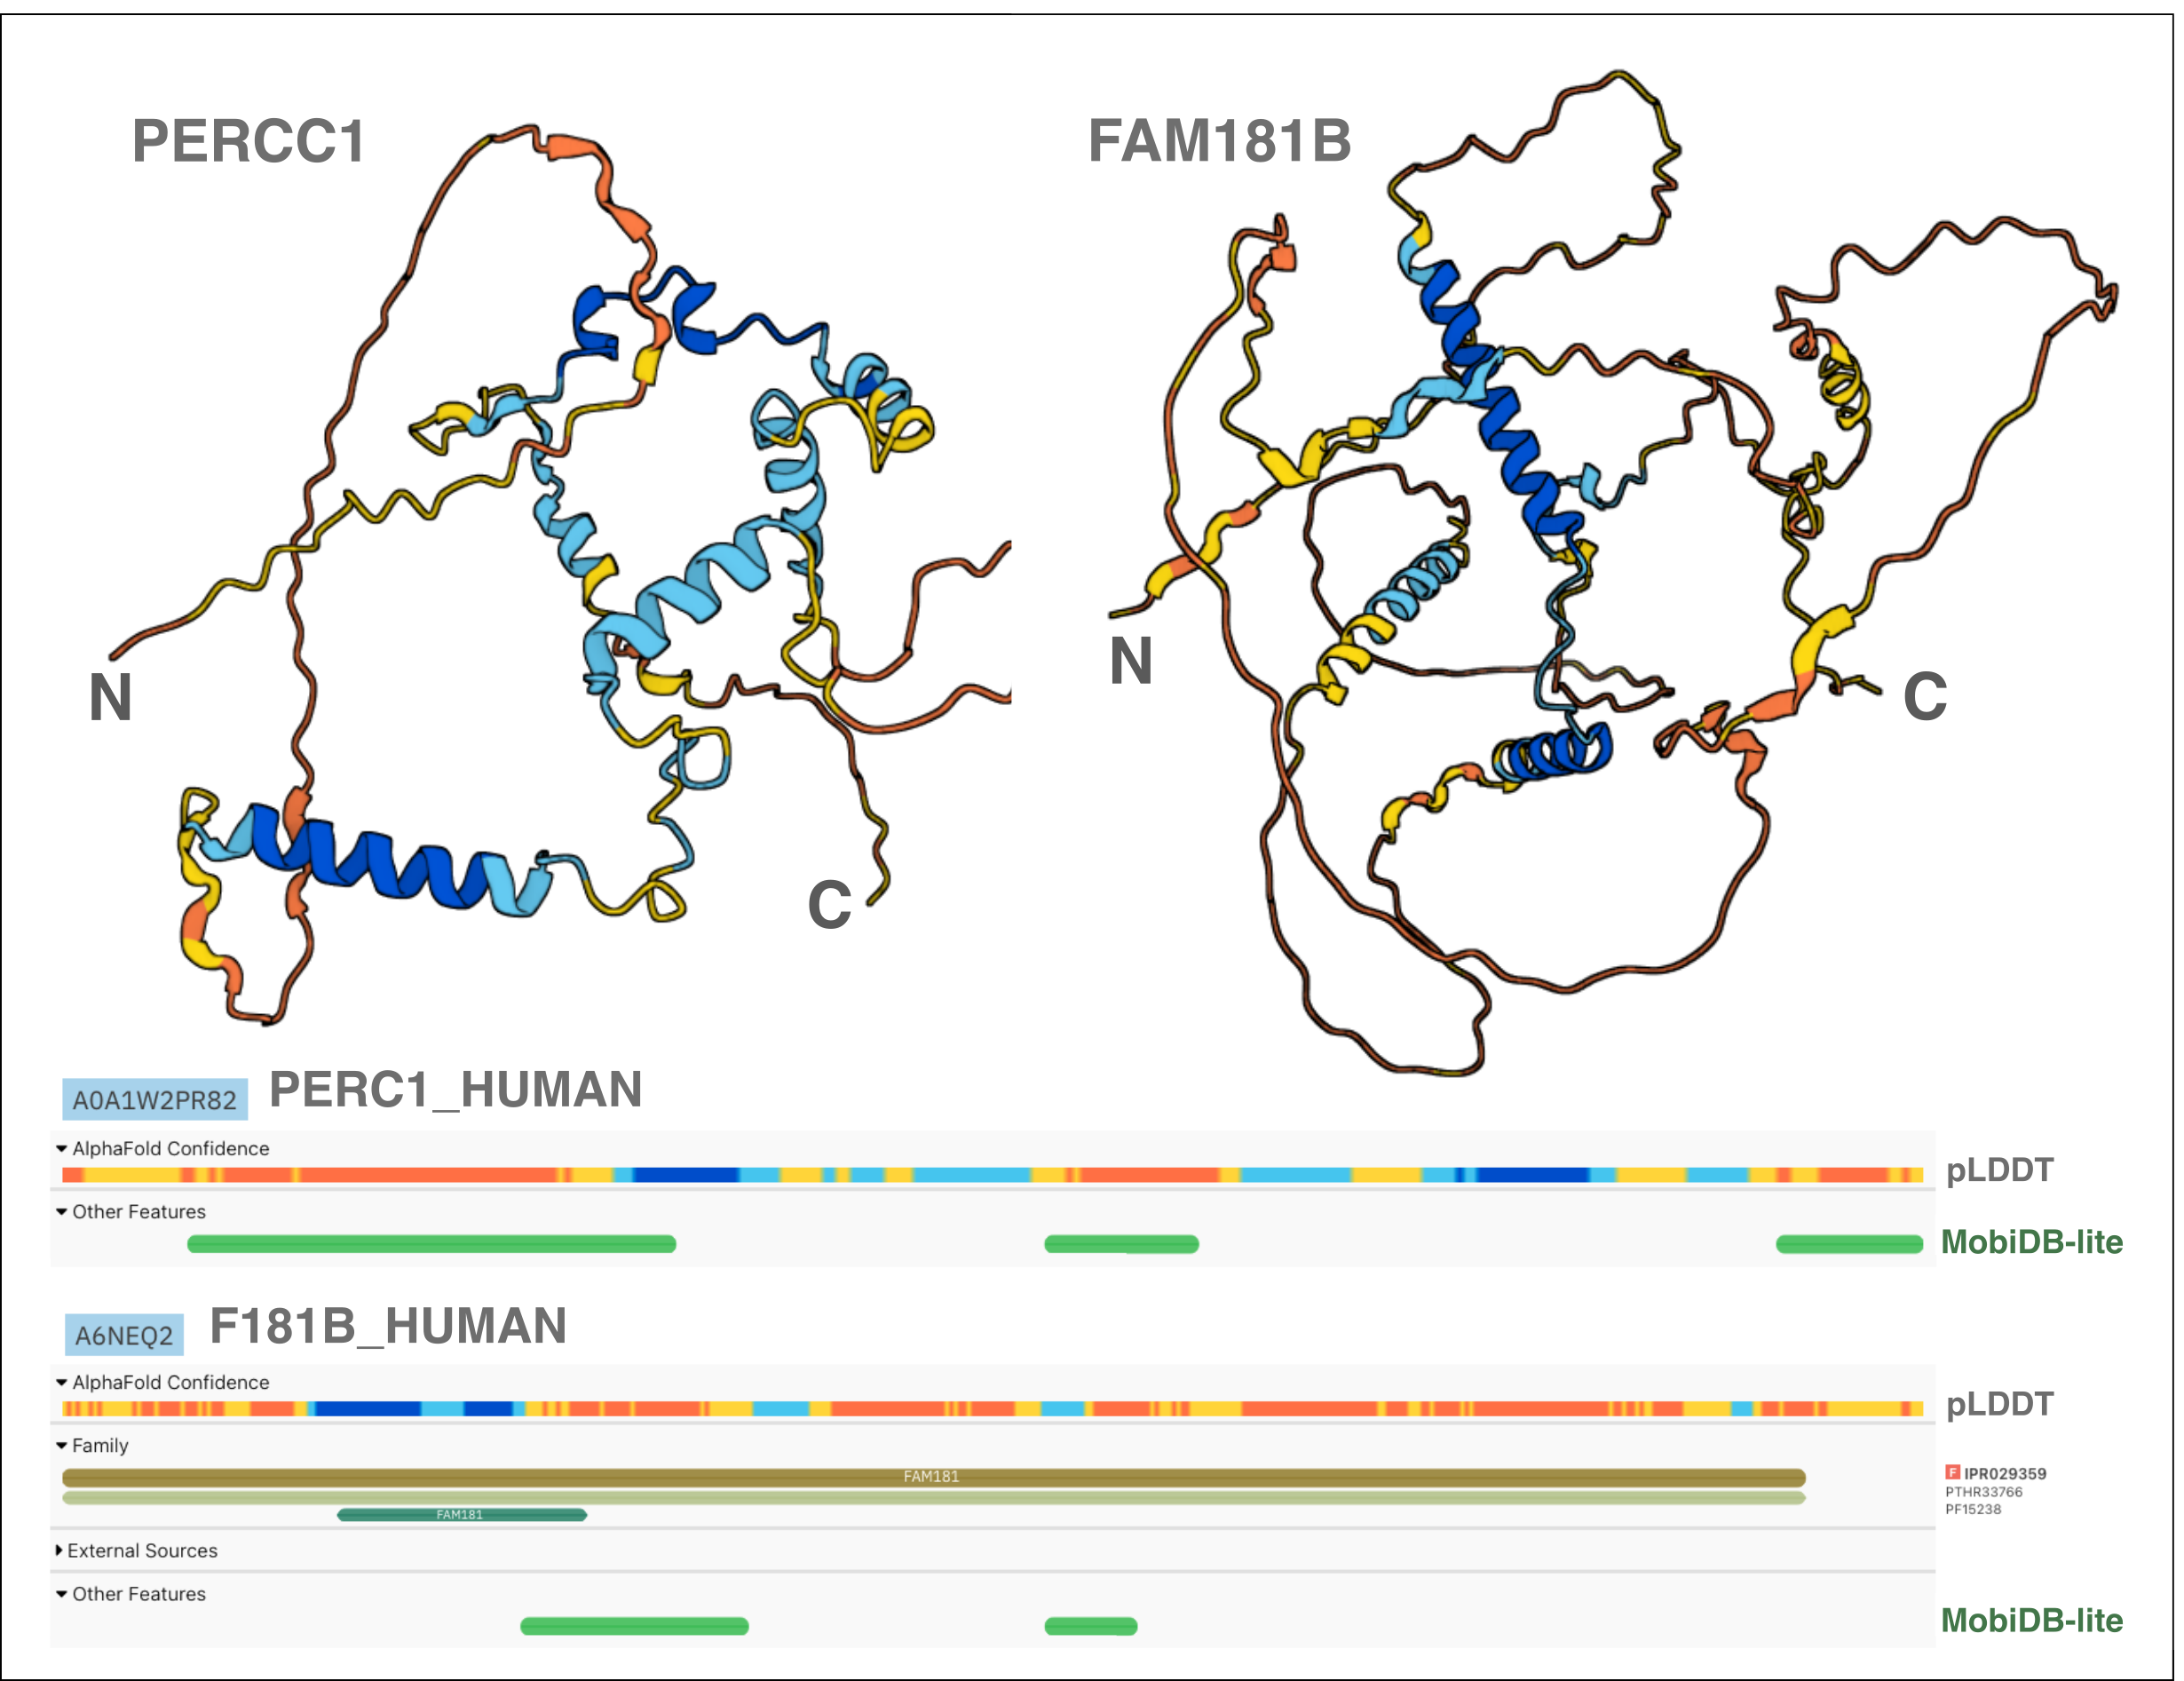 PERCC1
FAM181B
N
C
N
C
A0A1W2PR82 PERC1_HUMAN
AlphaFold Confidence
pLDDT
Other Features
MobiDB-lite
A6NEQ2 F181B_HUMAN
AlphaFold Confidence
pLDDT
Family
FAM181
F IPR029359
PTHR33766
FAM181
PF15238
External Sources
Other Features
MobiDB-lite